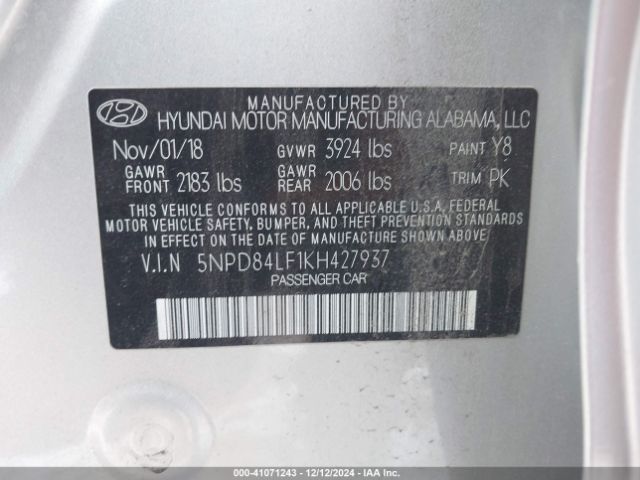 MANUFACTURED BY
HYUNDAI MOTOR MANUFACTURING ALABAMA, LLC
Nov/01/18 GVWR 3924 lbs PAINT Y8
GAWR FRONT 2183 lbs GAWR REAR 2006 lbs TRIM PK
THIS VEHICLE CONFORMS TO ALL APPLICABLE U.S.A. FEDERAL
MOTOR VEHICLE SAFETY, BUMPER, AND THEFT PREVENTION STANDARDS
IN EFFECT ON THE DATE OF MANUFACTURE SHOWN ABOVE.
V.I.N 5NPD84LF1KH427937
PASSENGER CAR
000-41071243 - 12/12/2024 - IAA Inc.